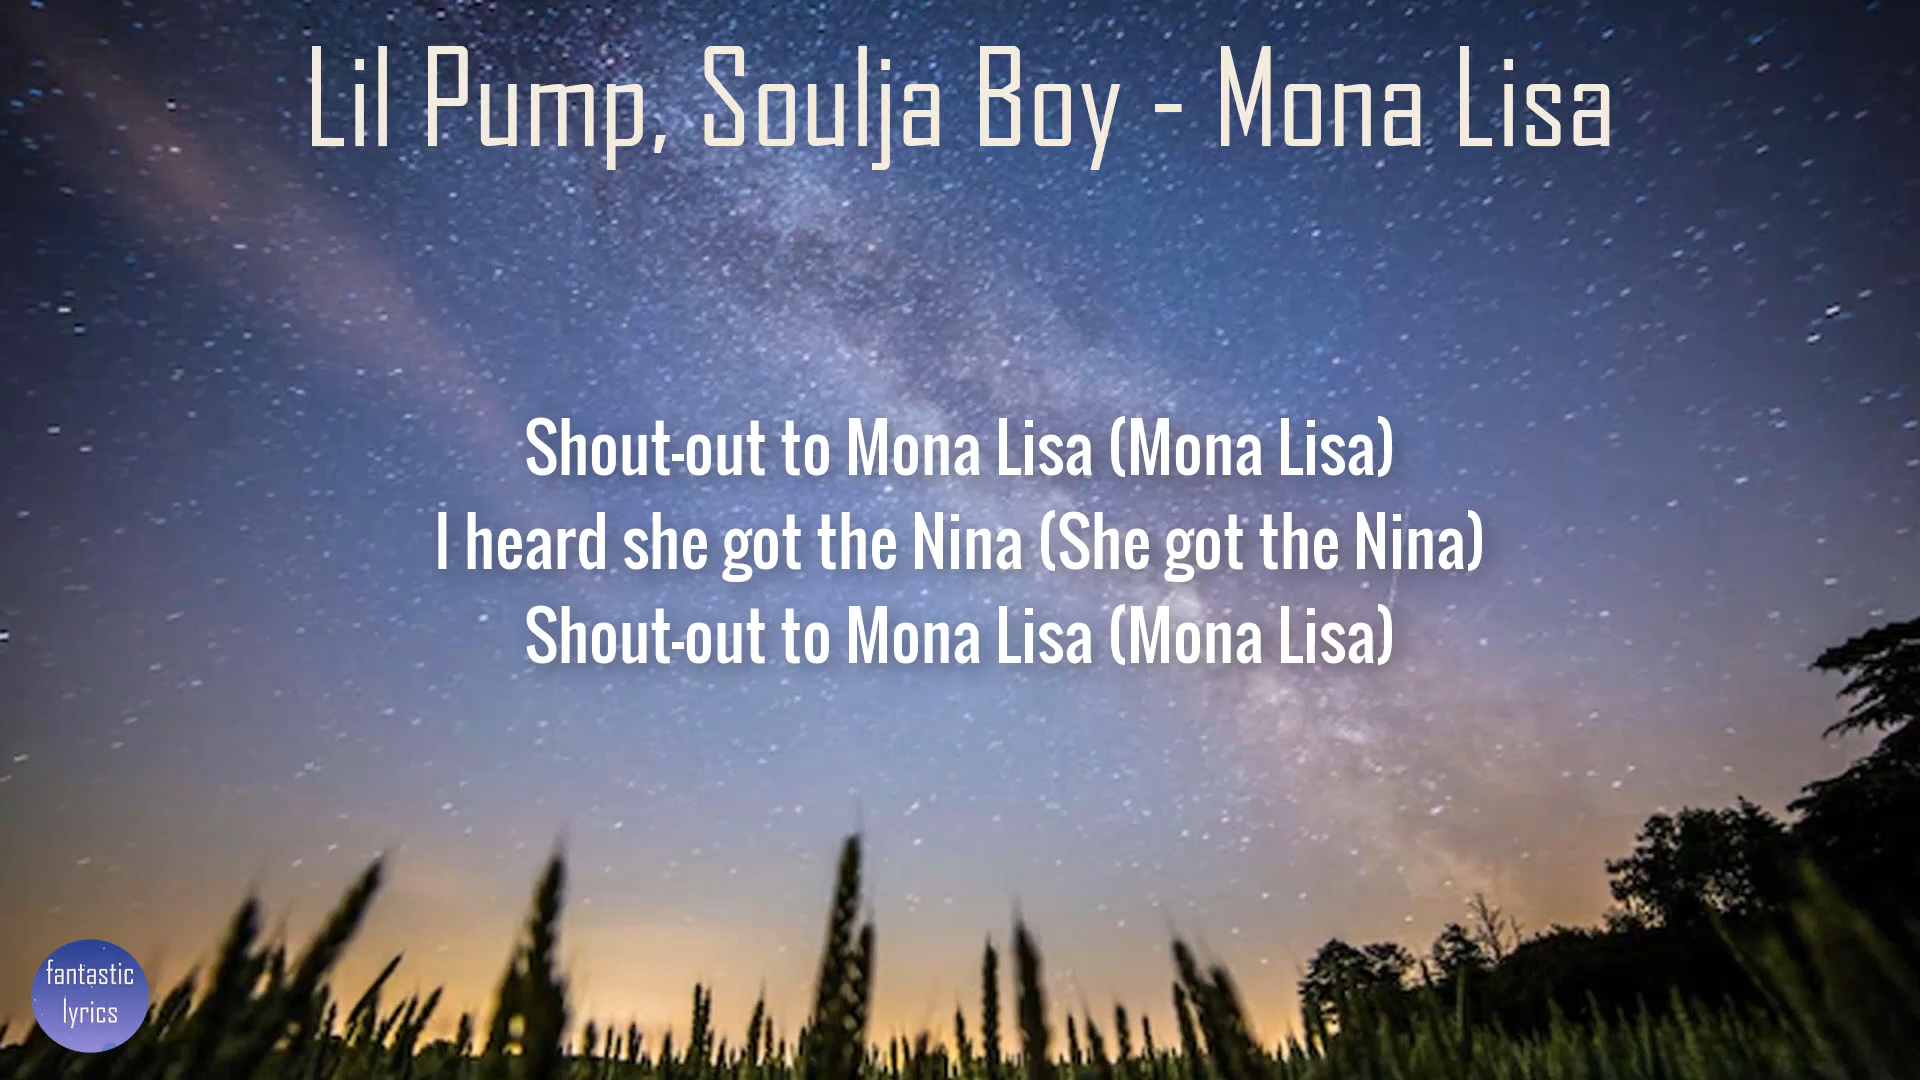 Lil Pump, Soulja Boy - Mona Lisa
Shout-out to Mona Lisa (Mona Lisa)
I heard she got the Nina (She got the Nina)
Shout-out to Mona Lisa (Mona Lisa)
fantastic
lyrics